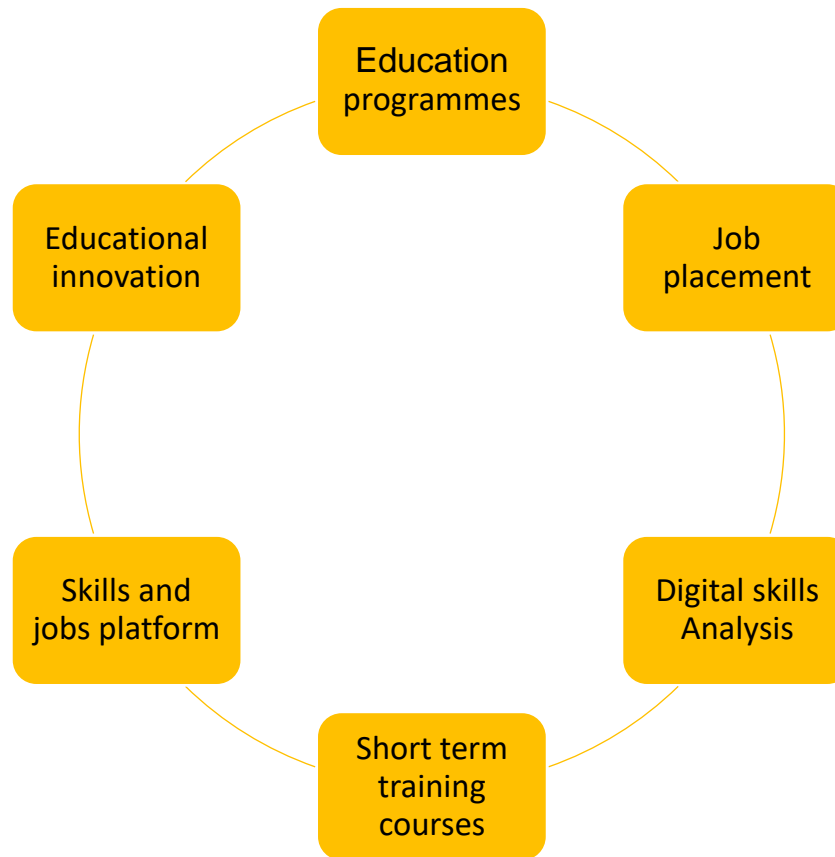 Education
programmes
Job
placement
Digital skills
Analysis
Short term
training
courses
Skills and
jobs platform
Educational
innovation